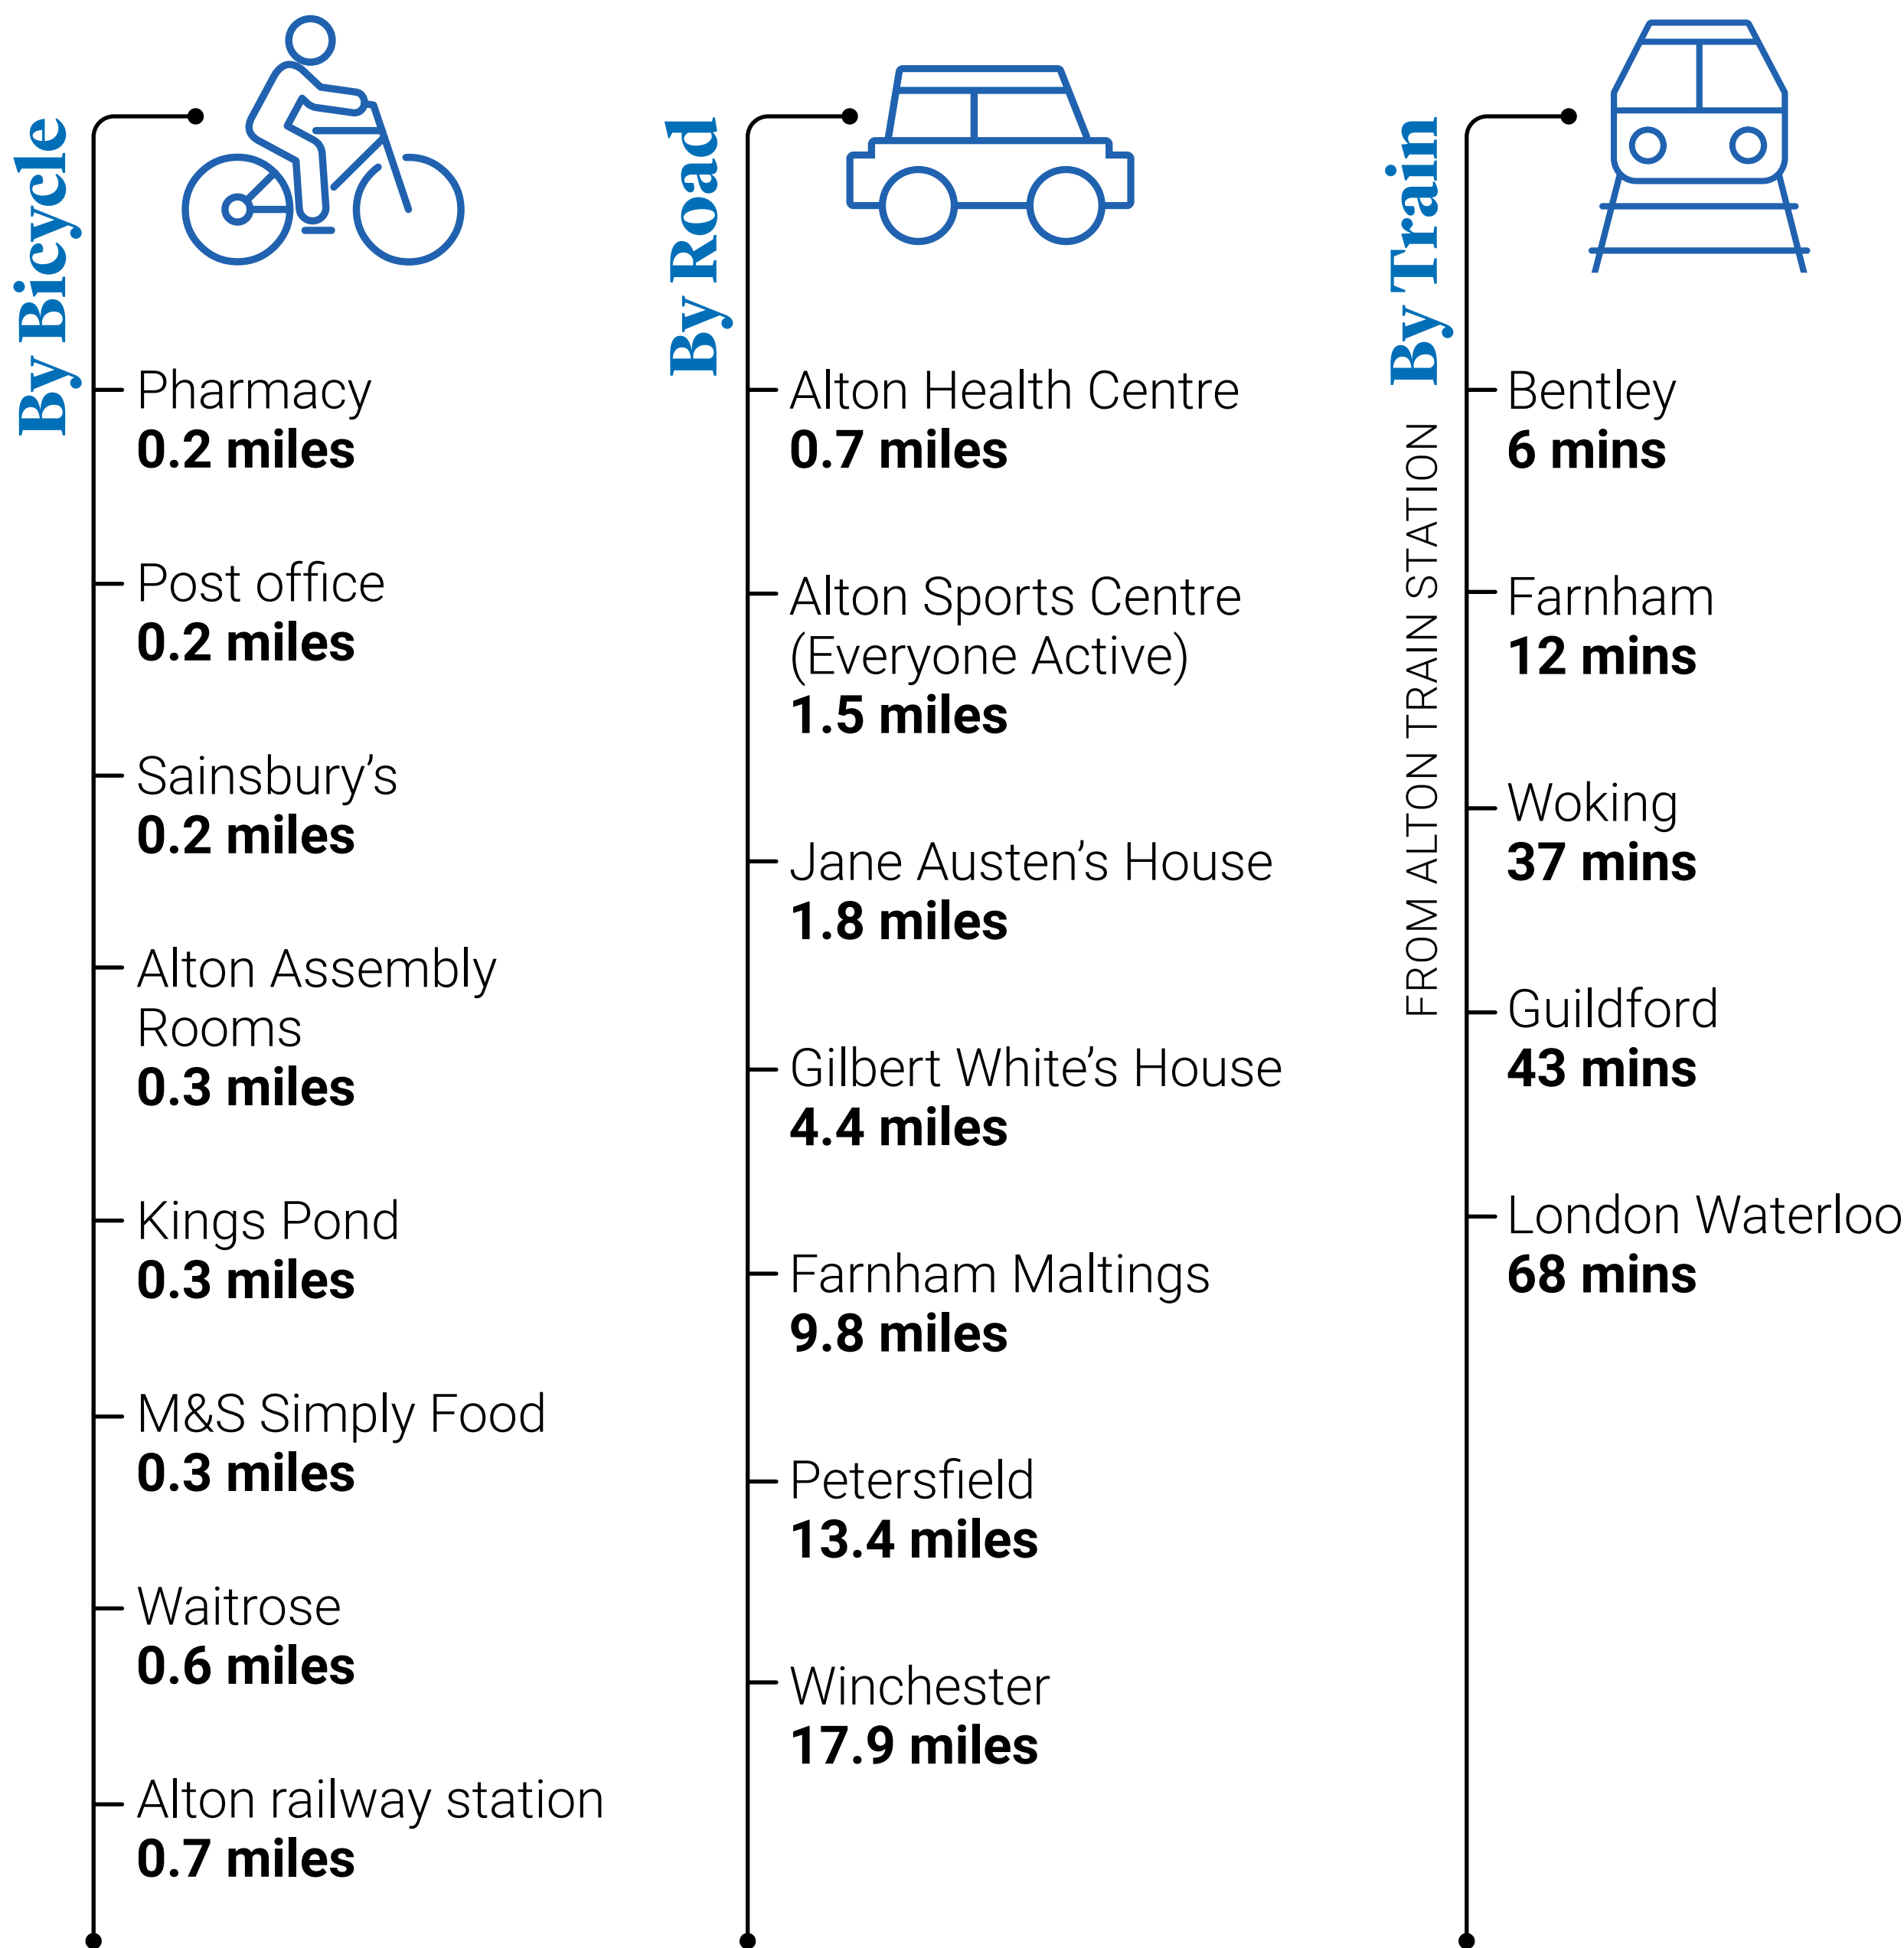 By Bicycle
Pharmacy
0.2 miles
Post office
0.2 miles
Sainsbury’s
0.2 miles
Alton Assembly
Rooms
0.3 miles
Kings Pond
0.3 miles
M&S Simply Food
0.3 miles
Waitrose
0.6 miles
Alton railway station
0.7 miles
By Road
Alton Health Centre
0.7 miles
Alton Sports Centre
(Everyone Active)
1.5 miles
Jane Austen’s House
1.8 miles
Gilbert White’s House
4.4 miles
Farnham Maltings
9.8 miles
Petersfield
13.4 miles
Winchester
17.9 miles
By Train
FROM ALTON TRAIN STATION
Bentley
6 mins
Farnham
12 mins
Woking
37 mins
Guildford
43 mins
London Waterloo
68 mins